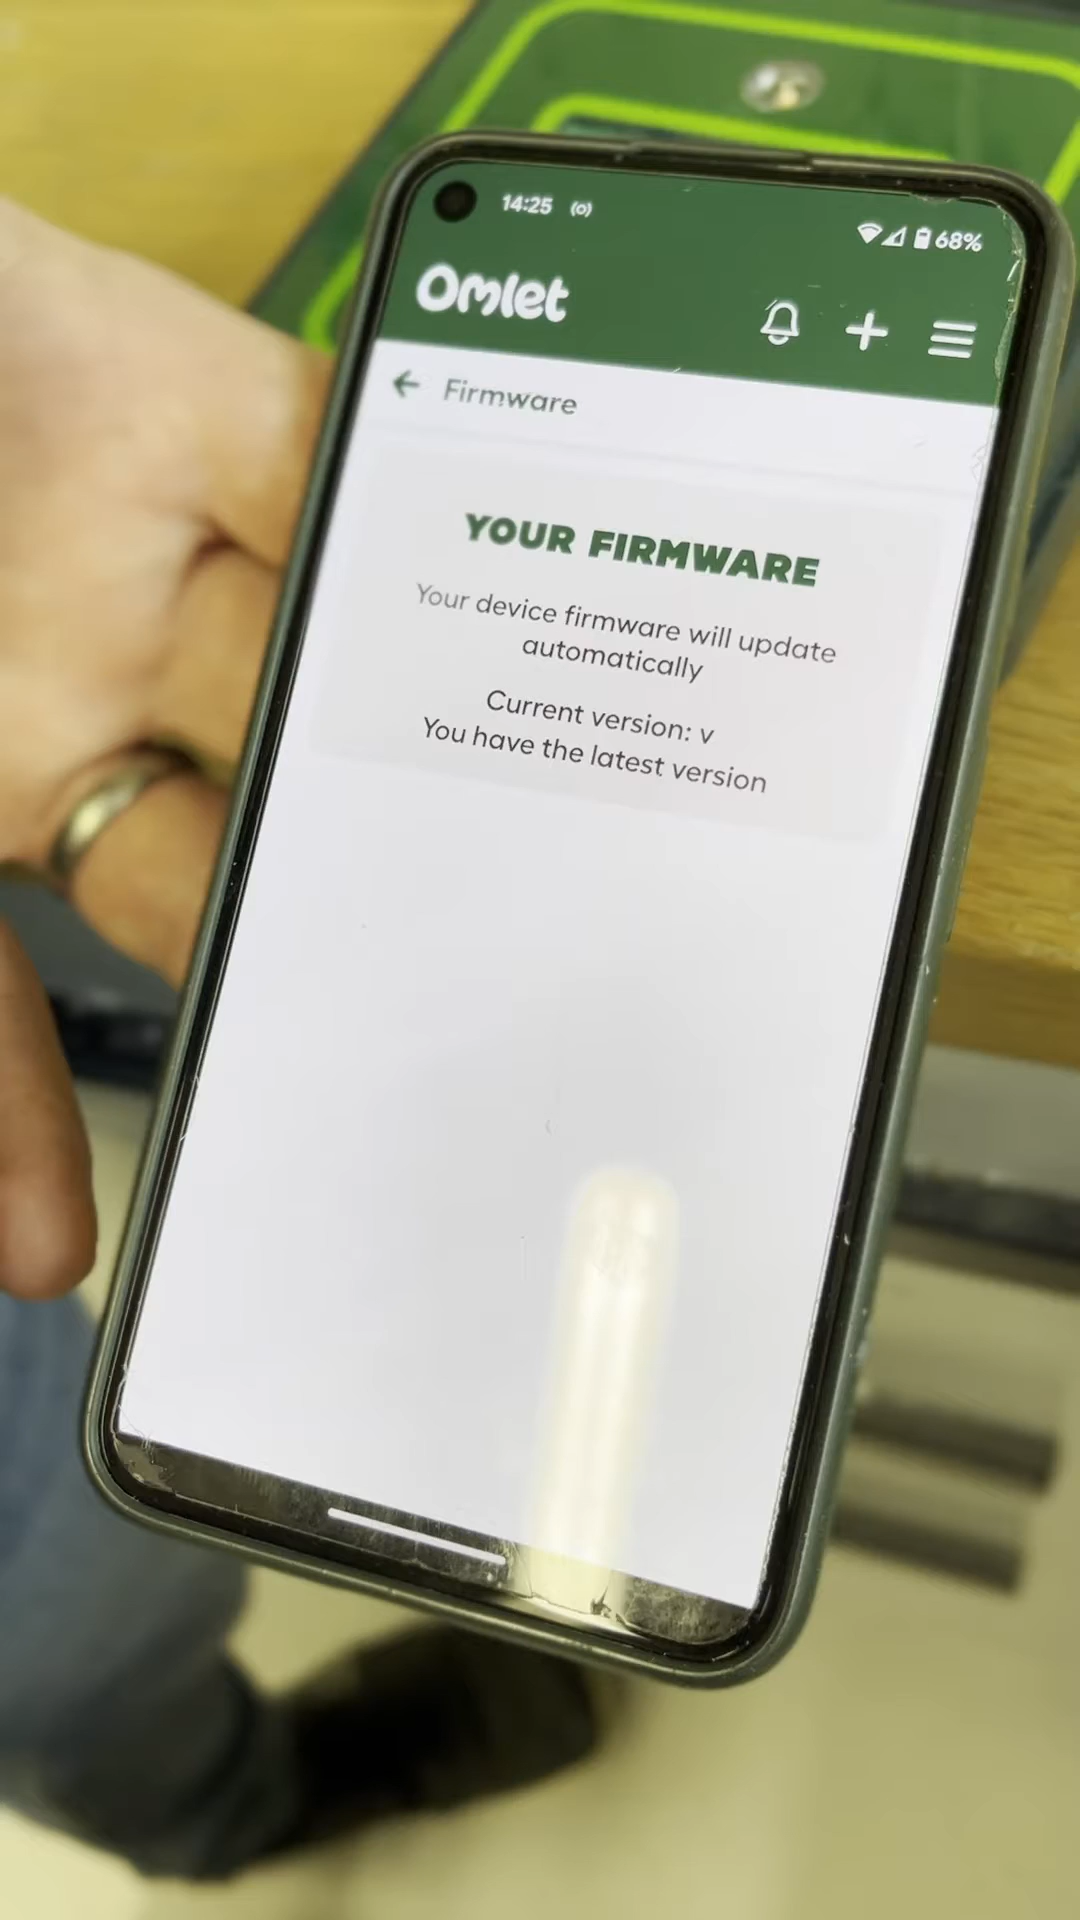 14:25
68%
Omlet
Firmware
YOUR FIRMWARE
Your device firmware will update
automatically
Current version: v
You have the latest version